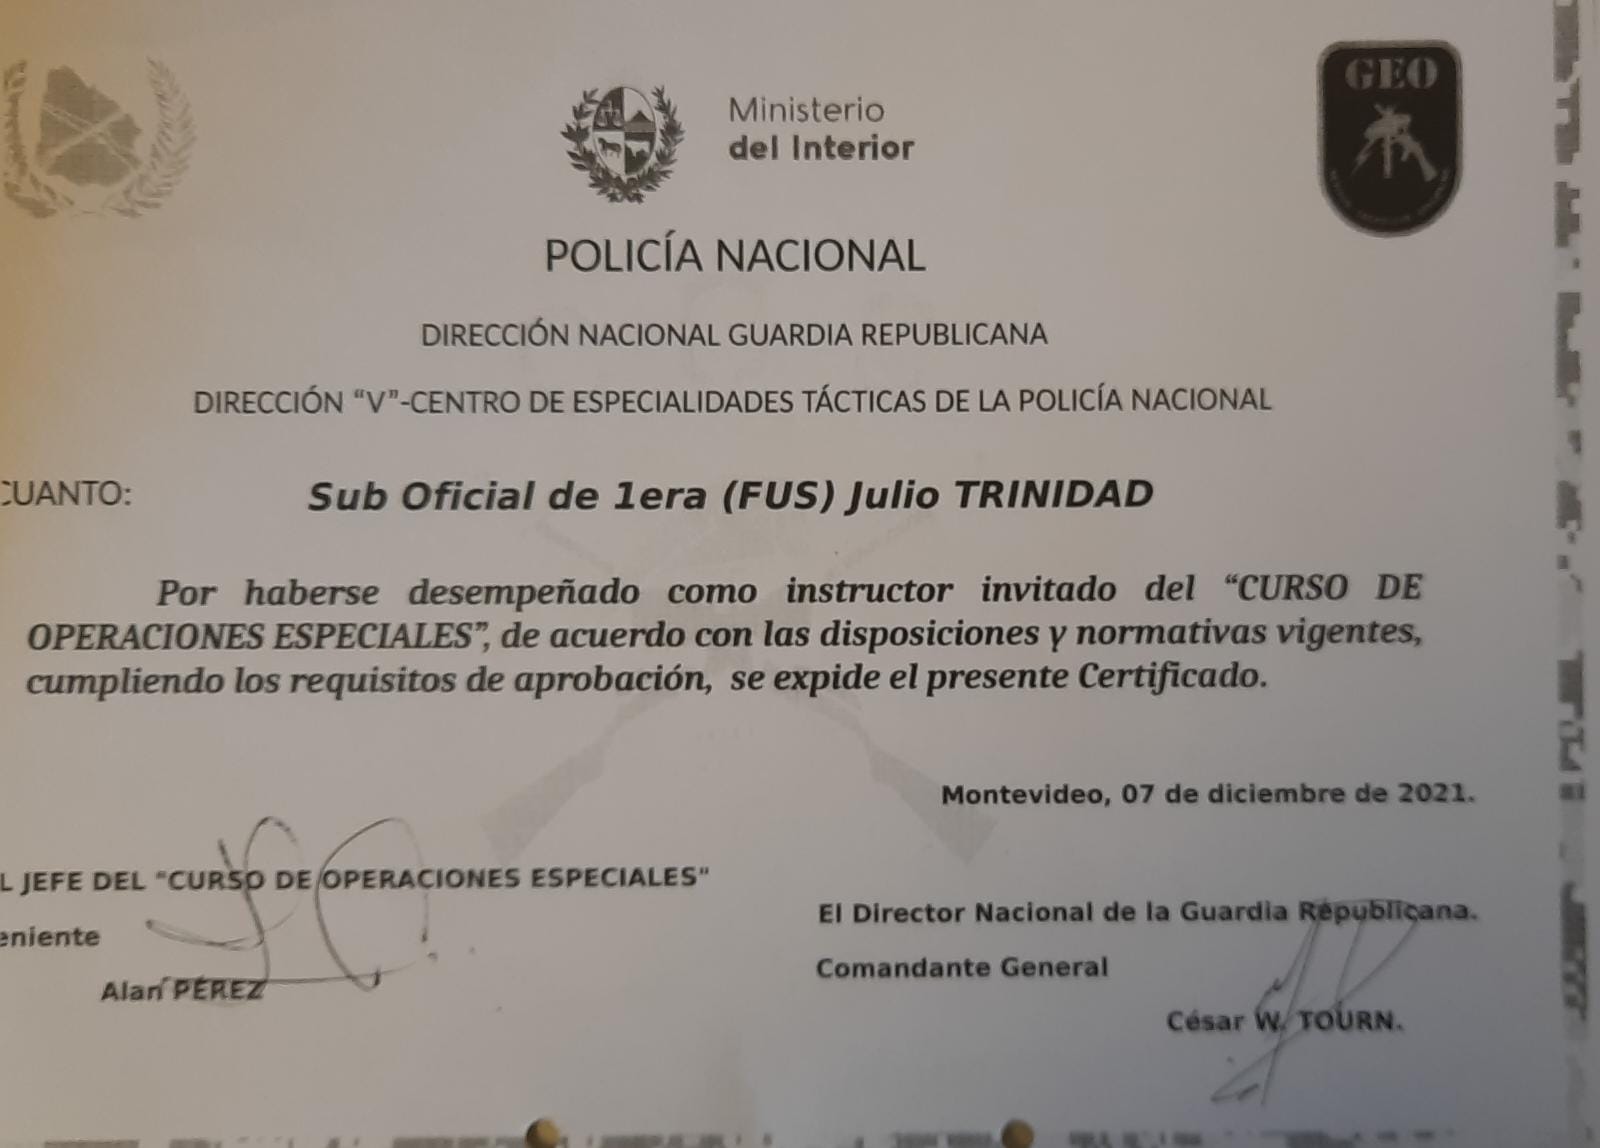 GEO
Ministerio
del Interior
POLICÍA NACIONAL
DIRECCIÓN NACIONAL GUARDIA REPUBLICANA
DIRECCIÓN “V”-CENTRO DE ESPECIALIDADES TÁCTICAS DE LA POLICÍA NACIONAL
CUANTO: Sub Oficial de 1era (FUS) Julio TRINIDAD
Por haberse desempeñado como instructor invitado del “CURSO DE
OPERACIONES ESPECIALES”, de acuerdo con las disposiciones y normativas vigentes,
cumpliendo los requisitos de aprobación, se expide el presente Certificado.
Montevideo, 07 de diciembre de 2021.
L JEFE DEL “CURSO DE OPERACIONES ESPECIALES”
eniente
Alan PÉREZ
El Director Nacional de la Guardia Republicana.
Comandante General
César W. TOURN.